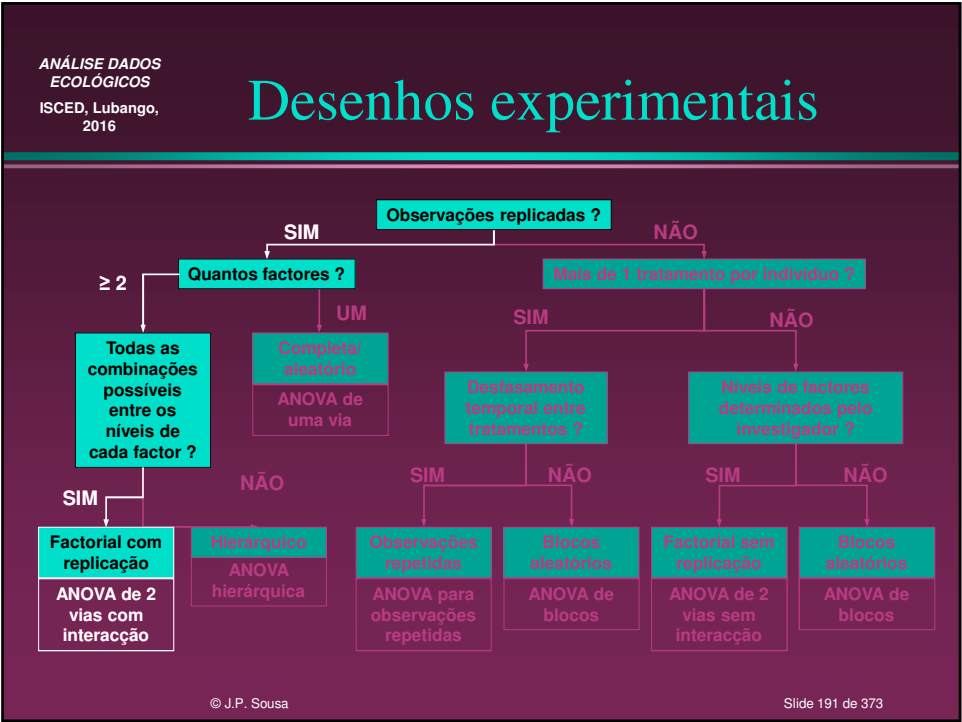 ANÁLISE DADOS
ECOLÓGICOS
ISCED, Lubango,
2016
Desenhos experimentais
Observações replicadas ?
SIM
NÃO
Quantos factores ?
Mais de 1 tratamento por indivíduo ?
≥ 2
UM
SIM
NÃO
Todas as
combinações
possíveis
entre os
níveis de
cada factor ?
Completa/
aleatório
ANOVA de
uma via
Desfasamento
temporal entre
tratamentos ?
Níveis de factores
determinados pelo
investigador ?
SIM
NÃO
SIM
NÃO
SIM
NÃO
Factorial com
replicação
ANOVA de 2
vias com
interacção
Hierárquico
ANOVA
hierárquica
Observações
repetidas
ANOVA para
observações
repetidas
Blocos
aleatórios
ANOVA de
blocos
Factorial sem
replicação
ANOVA de 2
vias sem
interacção
Blocos
aleatórios
ANOVA de
blocos
© J.P. Sousa
Slide 191 de 373